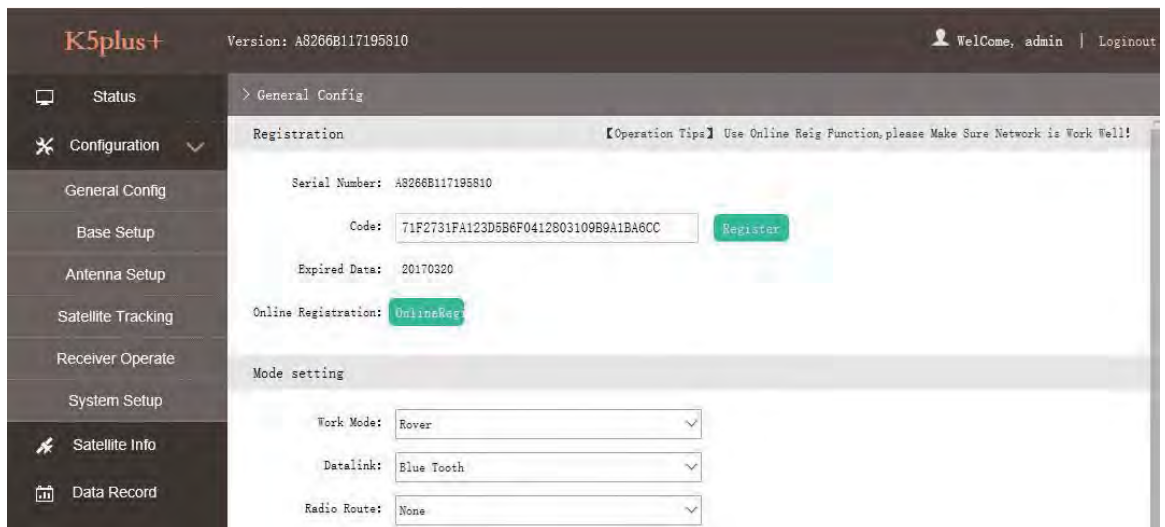 K5plus+
Version: A8266B117195810
WelCome, admin | Loginout
Status
Configuration
General Config
Base Setup
Antenna Setup
Satellite Tracking
Receiver Operate
System Setup
Satellite Info
Data Record
> General Config
Registration
【Operation Tips】 Use Online Reig Function,please Make Sure Network is Work Well!
Serial Number: A8266B117195810
Code: 71F2731FA123D5B6F0412803109B9A1BA6CC Register
Expired Data: 20170320
Online Registration: OnlineRegi
Mode setting
Work Mode: Rover
Datalink: Blue Tooth
Radio Route: None